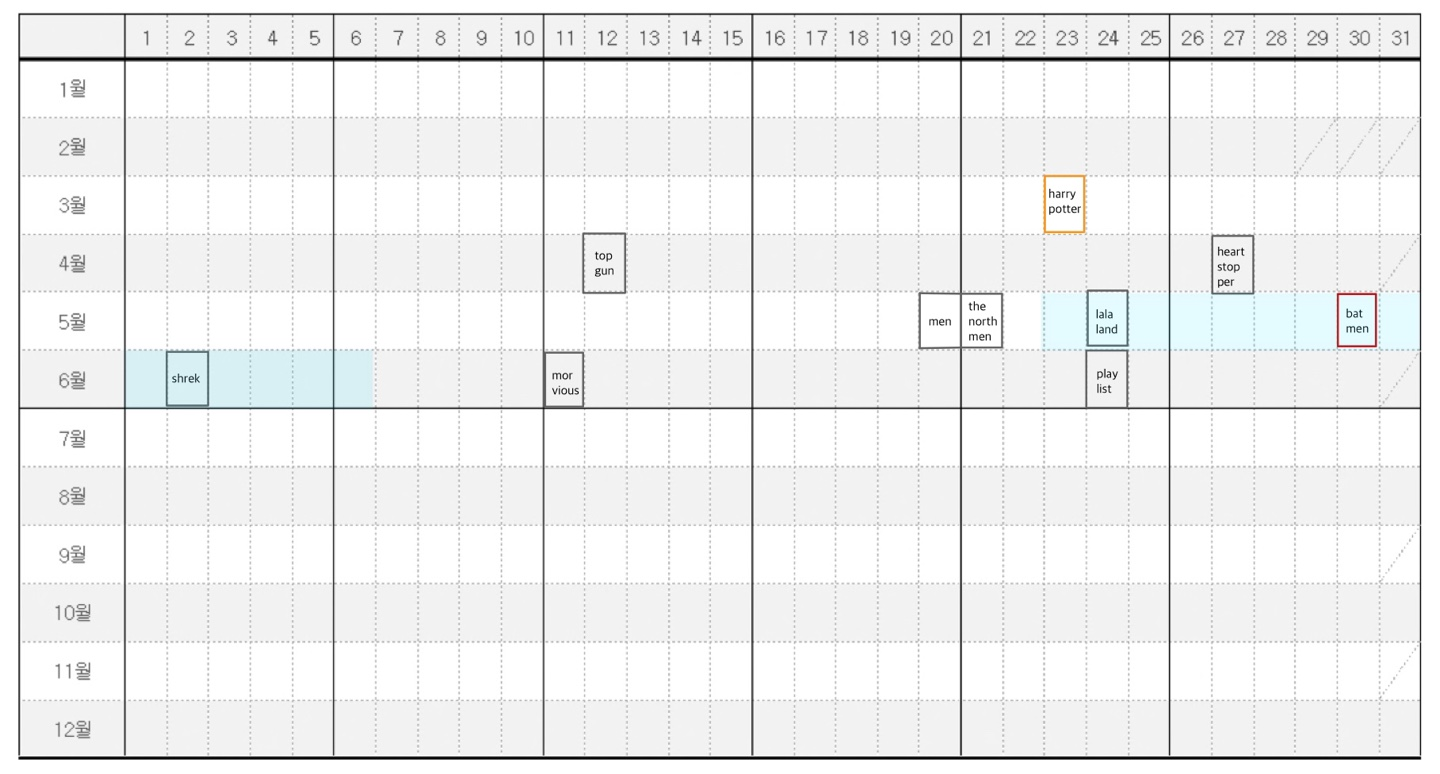 1 2 3 4 5 6 7 8 9 10 11 12 13 14 15 16 17 18 19 20 21 22 23 24 25 26 27 28 29 30 31
1월
2월
3월
harry
potter
4월
top
gun
heart
stop
per
5월
men
the
north
men
lala
land
bat
men
6월
shrek
mor
vious
play
list
7월
8월
9월
10월
11월
12월